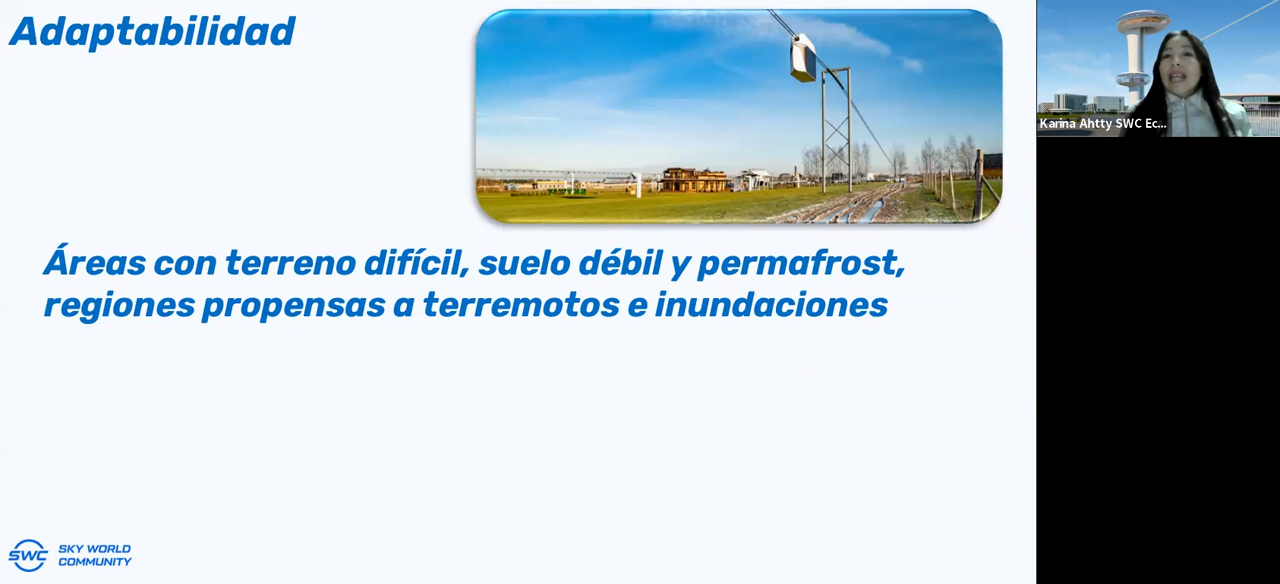 Adaptabilidad
Karina Ahtty SWC Ec...
Áreas con terreno difícil, suelo débil y permafrost,
regiones propensas a terremotos e inundaciones
SWC SKY WORLD
COMMUNITY